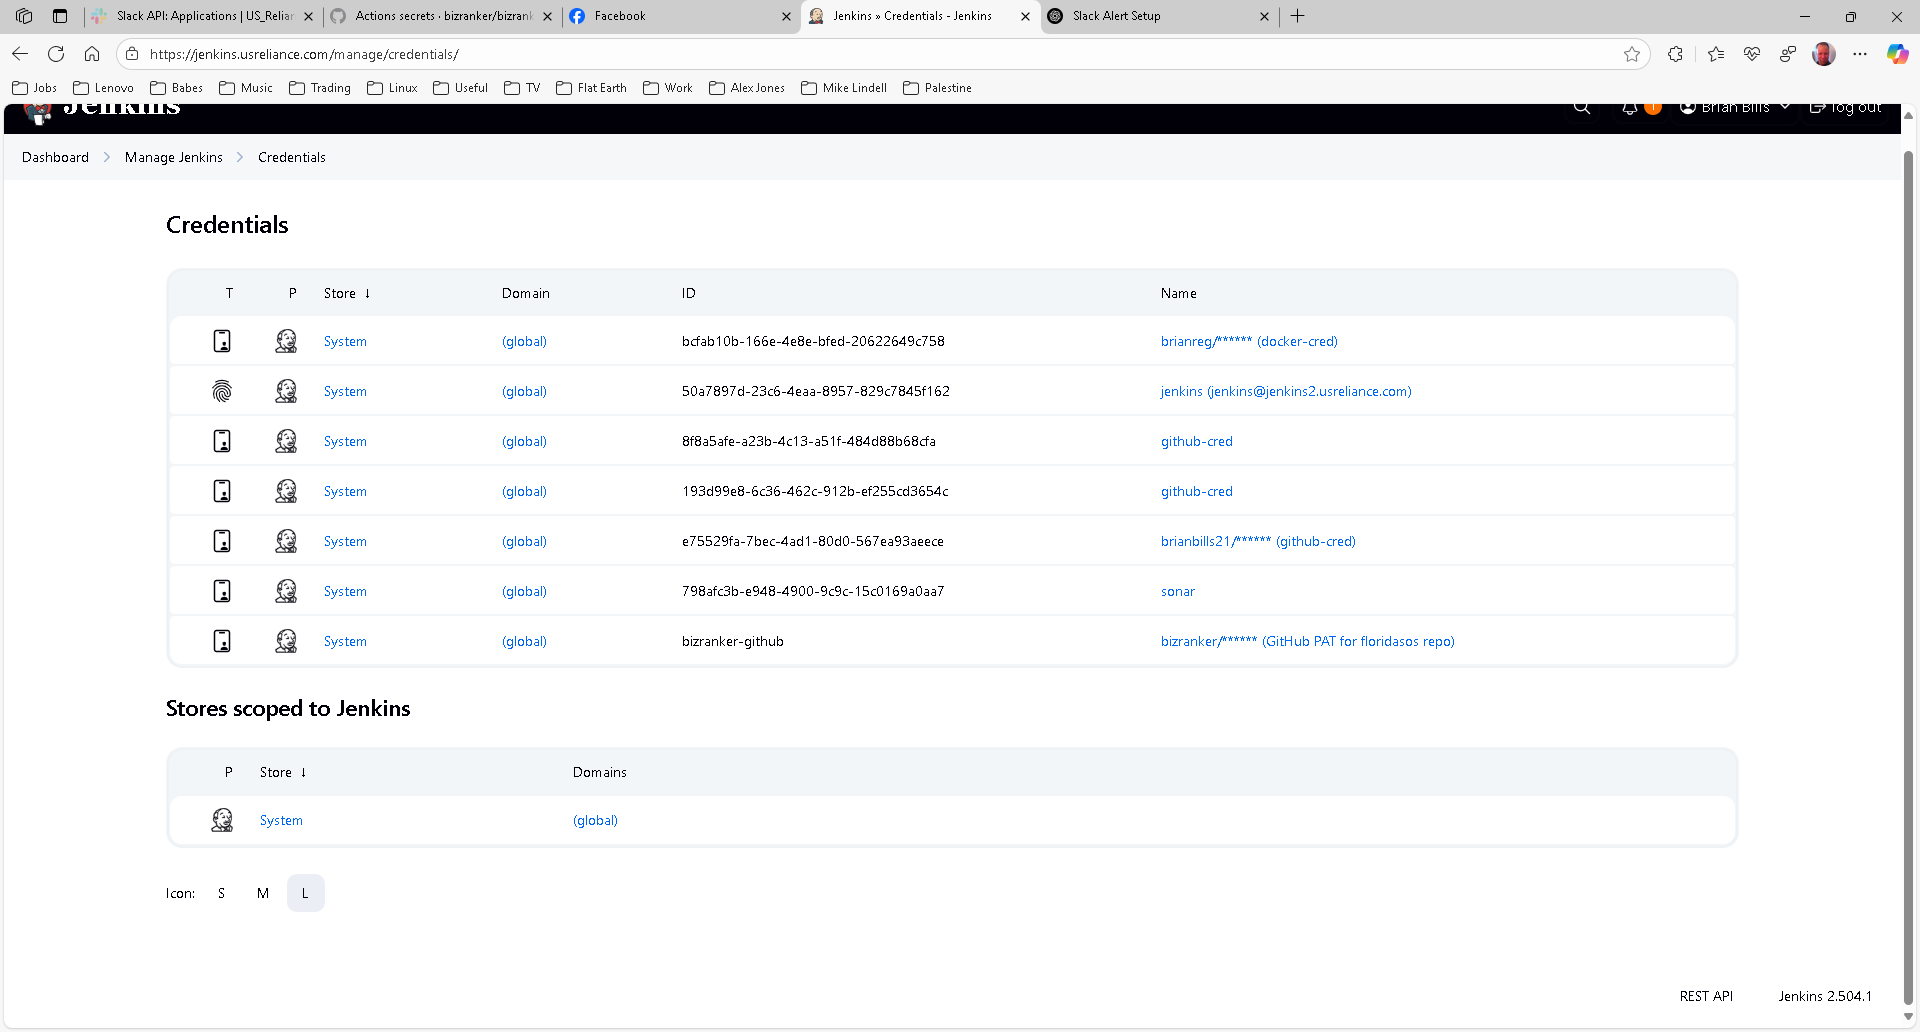 Slack API: Applications | US_Relian
Actions secrets · bizranker/bizrank
Facebook
Jenkins » Credentials - Jenkins
Slack Alert Setup
https://jenkins.usreliance.com/manage/credentials/
Jobs Lenovo Babes Music Trading Linux Useful TV Flat Earth Work Alex Jones Mike Lindell Palestine
Jenkins 1 Brian Bills log out
Dashboard Manage Jenkins Credentials
Credentials
T P Store ↓ Domain ID Name
System (global) bcfab10b-166e-4e8e-bfed-20622649c758 brianreg/****** (docker-cred)
System (global) 50a7897d-23c6-4eaa-8957-829c7845f162 jenkins (jenkins@jenkins2.usreliance.com)
System (global) 8f8a5afe-a23b-4c13-a51f-484d88b68cfa github-cred
System (global) 193d99e8-6c36-462c-912b-ef255cd3654c github-cred
System (global) e75529fa-7bec-4ad1-80d0-567ea93aeece brianbills21/****** (github-cred)
System (global) 798afc3b-e948-4900-9c9c-15c0169a0aa7 sonar
System (global) bizranker-github bizranker/****** (GitHub PAT for floridasos repo)
Stores scoped to Jenkins
P Store ↓ Domains
System (global)
Icon: S M L
REST API Jenkins 2.504.1